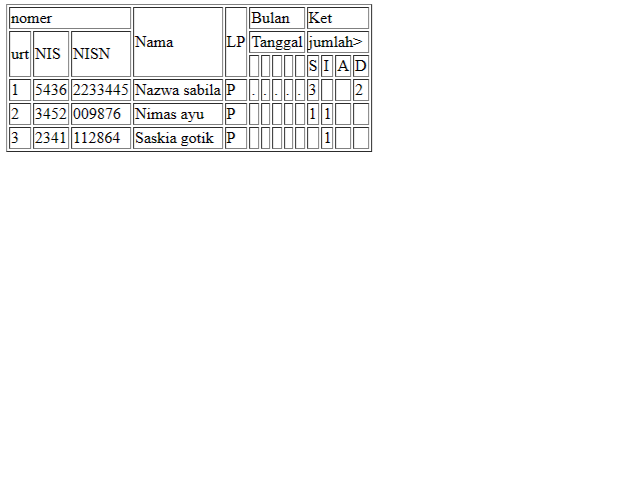 nomer Nama LP Bulan Ket
urt NIS NISN Tanggal jumlah>
S I A D
1 5436 2233445 Nazwa sabila P . . . . . 3 2
2 3452 009876 Nimas ayu P 1 1
3 2341 112864 Saskia gotik P 1